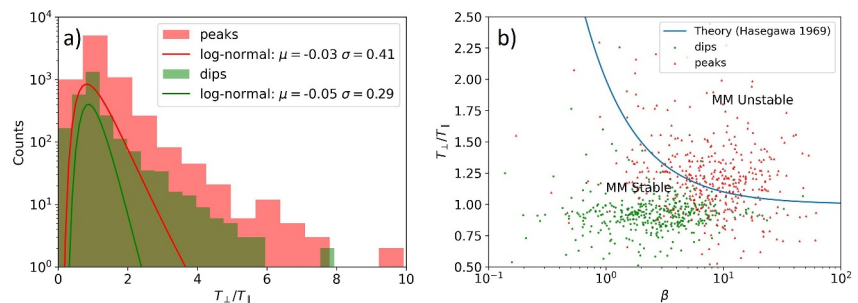 a)
peaks
log-normal: μ = -0.03 σ = 0.41
dips
log-normal: μ = -0.05 σ = 0.29
10⁴
10³
10²
10¹
10⁰
Counts
0 2 4 6 8 10
T⊥/T∥
b)
Theory (Hasegawa 1969)
dips
peaks
MM Unstable
MM Stable
2.50
2.25
2.00
1.75
1.50
1.25
1.00
0.75
0.50
T⊥/T∥
10⁻¹ 10⁰ 10¹ 10²
β